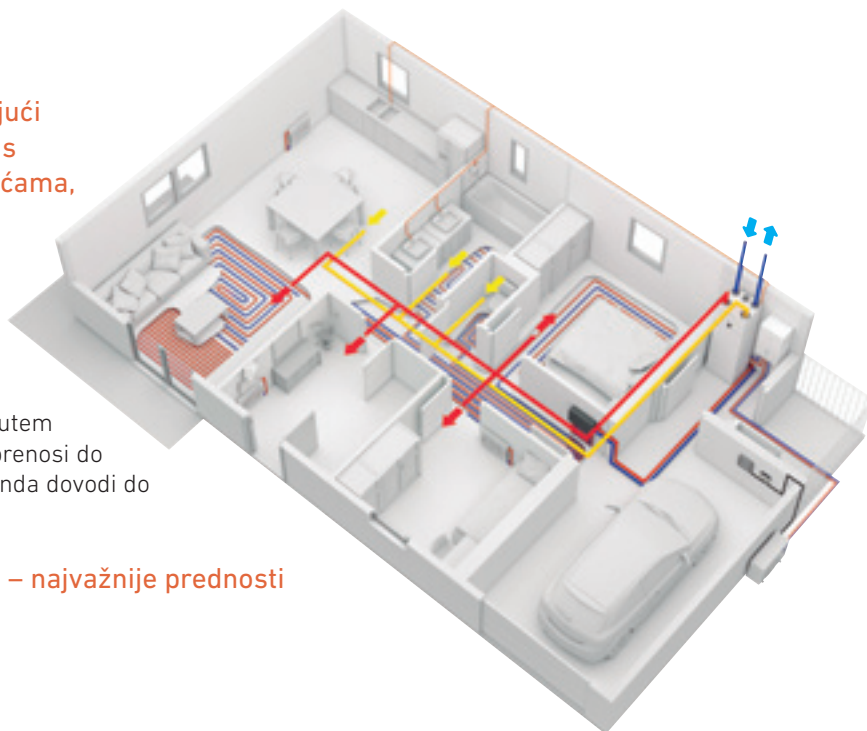 jući
s
ćama,
utem
prenosi do
nda dovodi do
– najvažnije prednosti